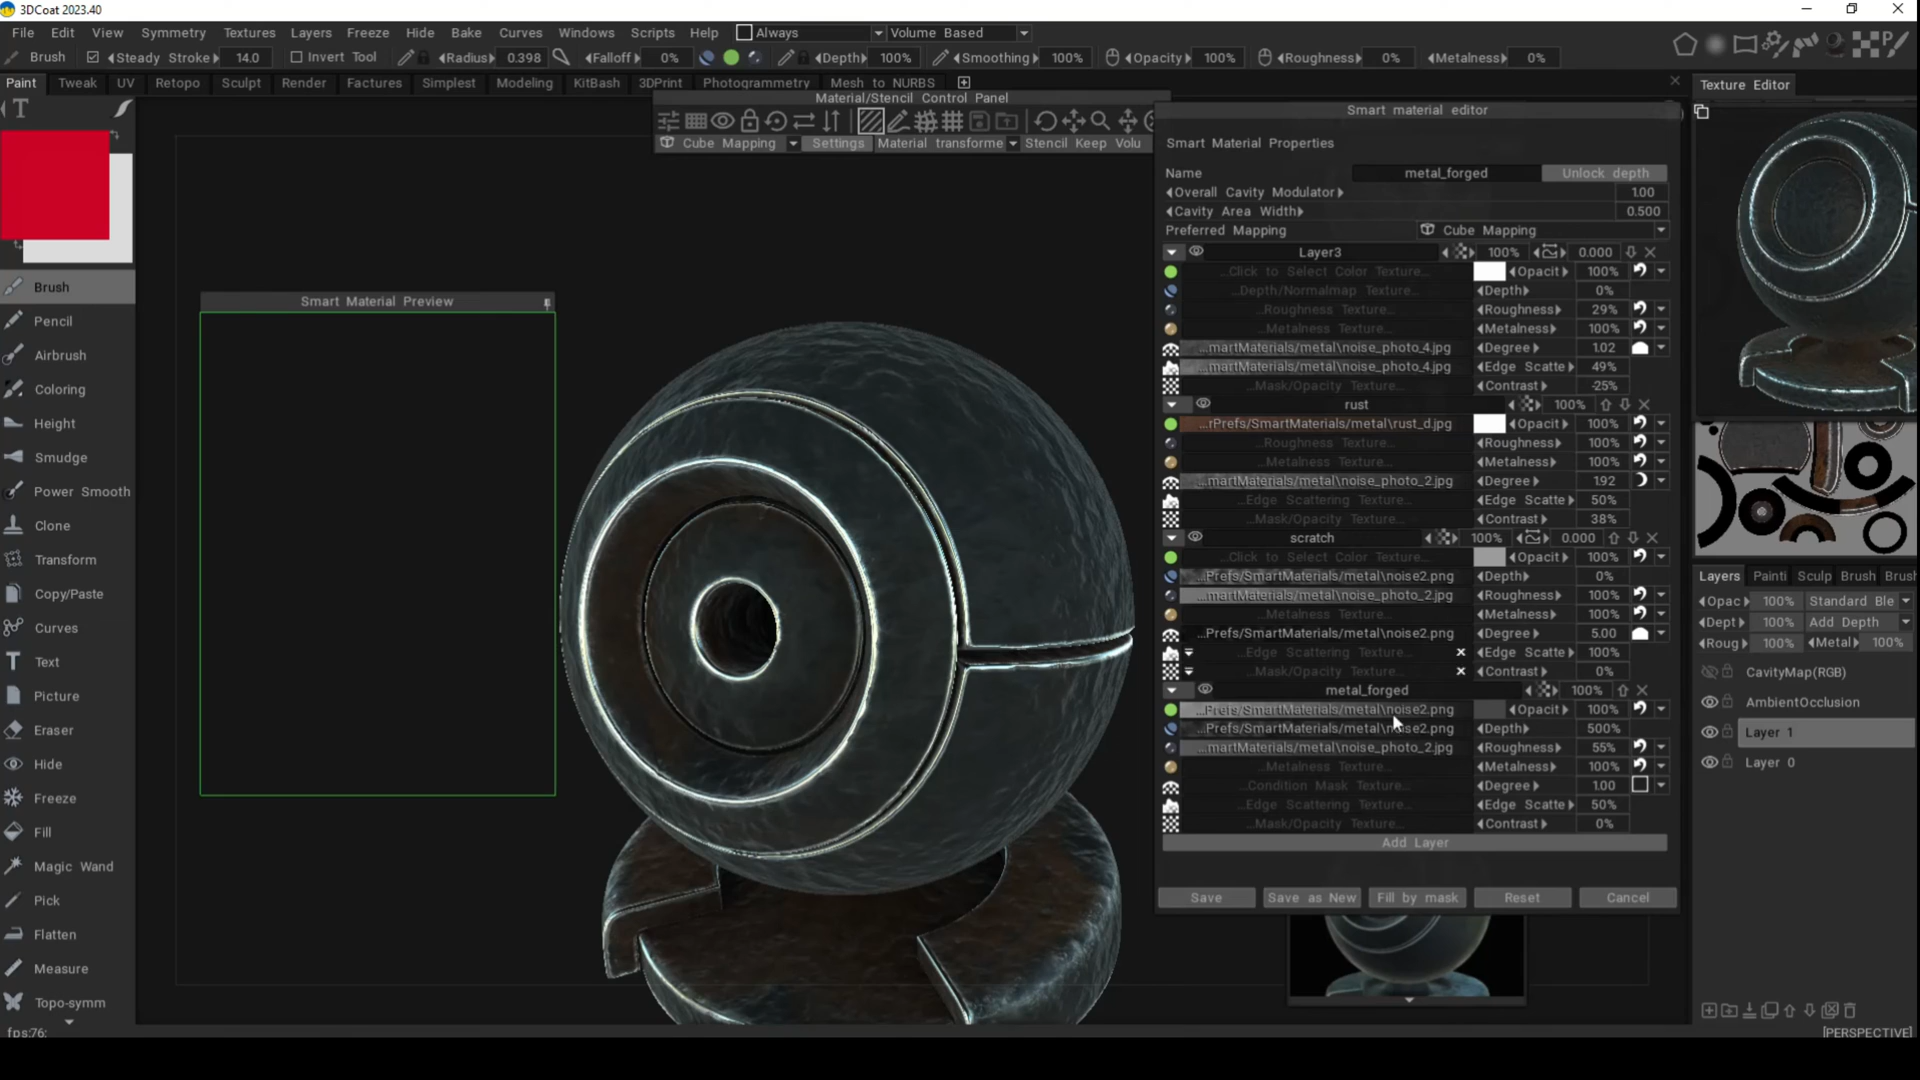 3DCoat 2023.40
File Edit View Symmetry Textures Layers Freeze Hide Bake Curves Windows Scripts Help Always Volume Based
Brush Steady Stroke 14.0 Invert Tool Radius 0.398 Falloff 0% Depth 100% Smoothing 100% Opacity 100% Roughness 0% Metalness 0%
Paint Tweak UV Retopo Sculpt Render Factures Simplest Modeling KitBash 3DPrint Photogrammetry Mesh to NURBS
Texture Editor
Material/Stencil Control Panel
Cube Mapping Settings Material transforme Stencil Keep Volu
Smart material editor
Smart Material Properties
Name metal_forged Unlock depth
Overall Cavity Modulator 1.00
Cavity Area Width 0.500
Preferred Mapping Cube Mapping
Layer3 100% 0.000
...Click to Select Color Texture... Opacit 100%
...Depth/Normalmap Texture... Depth 0%
...Roughness Texture... Roughness 29%
...Metalness Texture... Metalness 100%
...martMaterials/metal\noise_photo_4.jpg Degree 1.02
...martMaterials/metal\noise_photo_4.jpg Edge Scatte 49%
...Mask/Opacity Texture... Contrast -25%
rust 100%
...rPrefs/SmartMaterials/metal\rust_d.jpg Opacit 100%
...Roughness Texture... Roughness 100%
...Metalness Texture... Metalness 100%
...martMaterials/metal\noise_photo_2.jpg Degree 1.92
...Edge Scattering Texture... Edge Scatte 50%
...Mask/Opacity Texture... Contrast 38%
scratch 100% 0.000
...Click to Select Color Texture... Opacit 100%
...Prefs/SmartMaterials/metal\noise2.png Depth 0%
...martMaterials/metal\noise_photo_2.jpg Roughness 100%
...Metalness Texture... Metalness 100%
...Prefs/SmartMaterials/metal\noise2.png Degree 5.00
...Edge Scattering Texture... Edge Scatte 100%
...Mask/Opacity Texture... Contrast 0%
metal_forged 100%
...Prefs/SmartMaterials/metal\noise2.png Opacit 100%
...Prefs/SmartMaterials/metal\noise2.png Depth 500%
...martMaterials/metal\noise_photo_2.jpg Roughness 55%
...Metalness Texture... Metalness 100%
...Condition Mask Texture... Degree 1.00
...Edge Scattering Texture... Edge Scatte 50%
...Mask/Opacity Texture... Contrast 0%
Add Layer
Save Save as New Fill by mask Reset Cancel
Smart Material Preview
T
Brush
Pencil
Airbrush
Coloring
Height
Smudge
Power Smooth
Clone
Transform
Copy/Paste
Curves
Text
Picture
Eraser
Hide
Freeze
Fill
Magic Wand
Pick
Flatten
Measure
Topo-symm
fps:76:
Layers Painti Sculp Brush Brus
Opac 100% Standard Ble
Dept 100% Add Depth
Roug 100% Metal 100%
CavityMap(RGB)
AmbientOcclusion
Layer 1
Layer 0
[PERSPECTIVE]